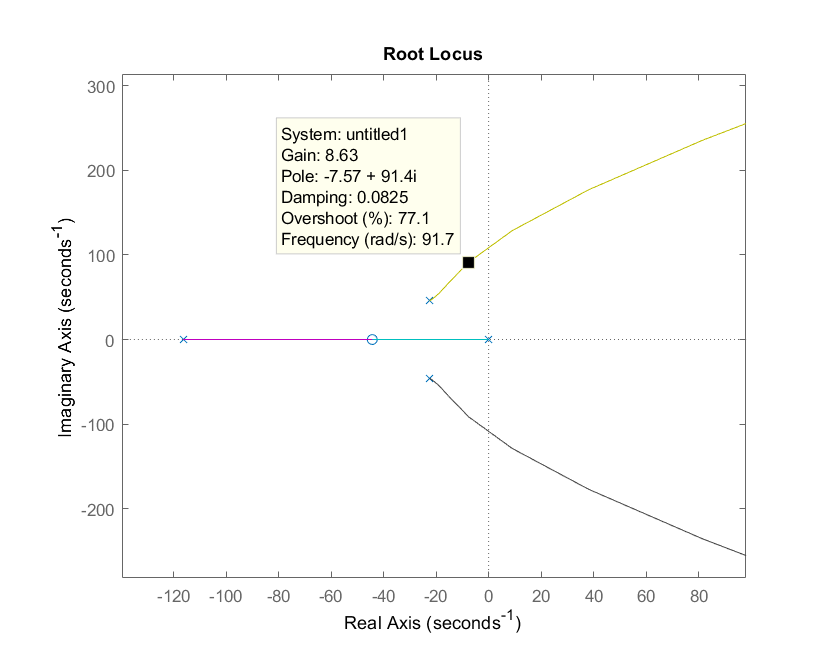 Root Locus
300
200
100
0
-100
-200
Imaginary Axis (seconds⁻¹)
System: untitled1
Gain: 8.63
Pole: -7.57 + 91.4i
Damping: 0.0825
Overshoot (%): 77.1
Frequency (rad/s): 91.7
-120 -100 -80 -60 -40 -20 0 20 40 60 80
Real Axis (seconds⁻¹)